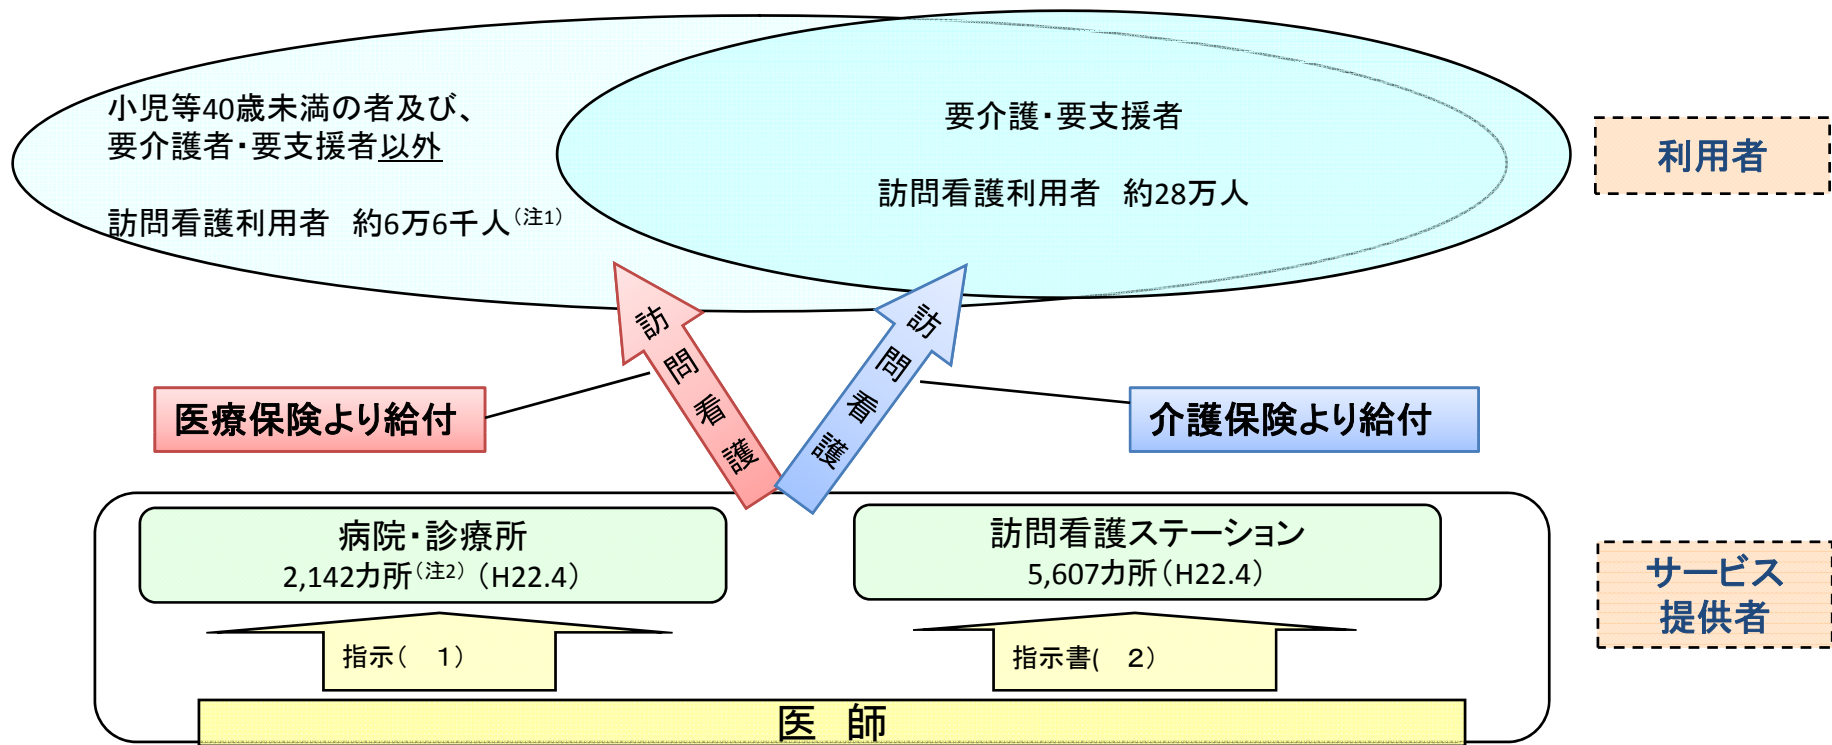 小児等40歳未満の者及び、
要介護者・要支援者以外
訪問看護利用者　約6万6千人(注1)
要介護・要支援者
訪問看護利用者　約28万人
利用者
訪問看護
訪問看護
医療保険より給付
介護保険より給付
病院・診療所
2,142カ所(注2)（H22.4）
訪問看護ステーション
5,607カ所（H22.4）
サービス
提供者
指示(　1）
指示書(　2）
医　師